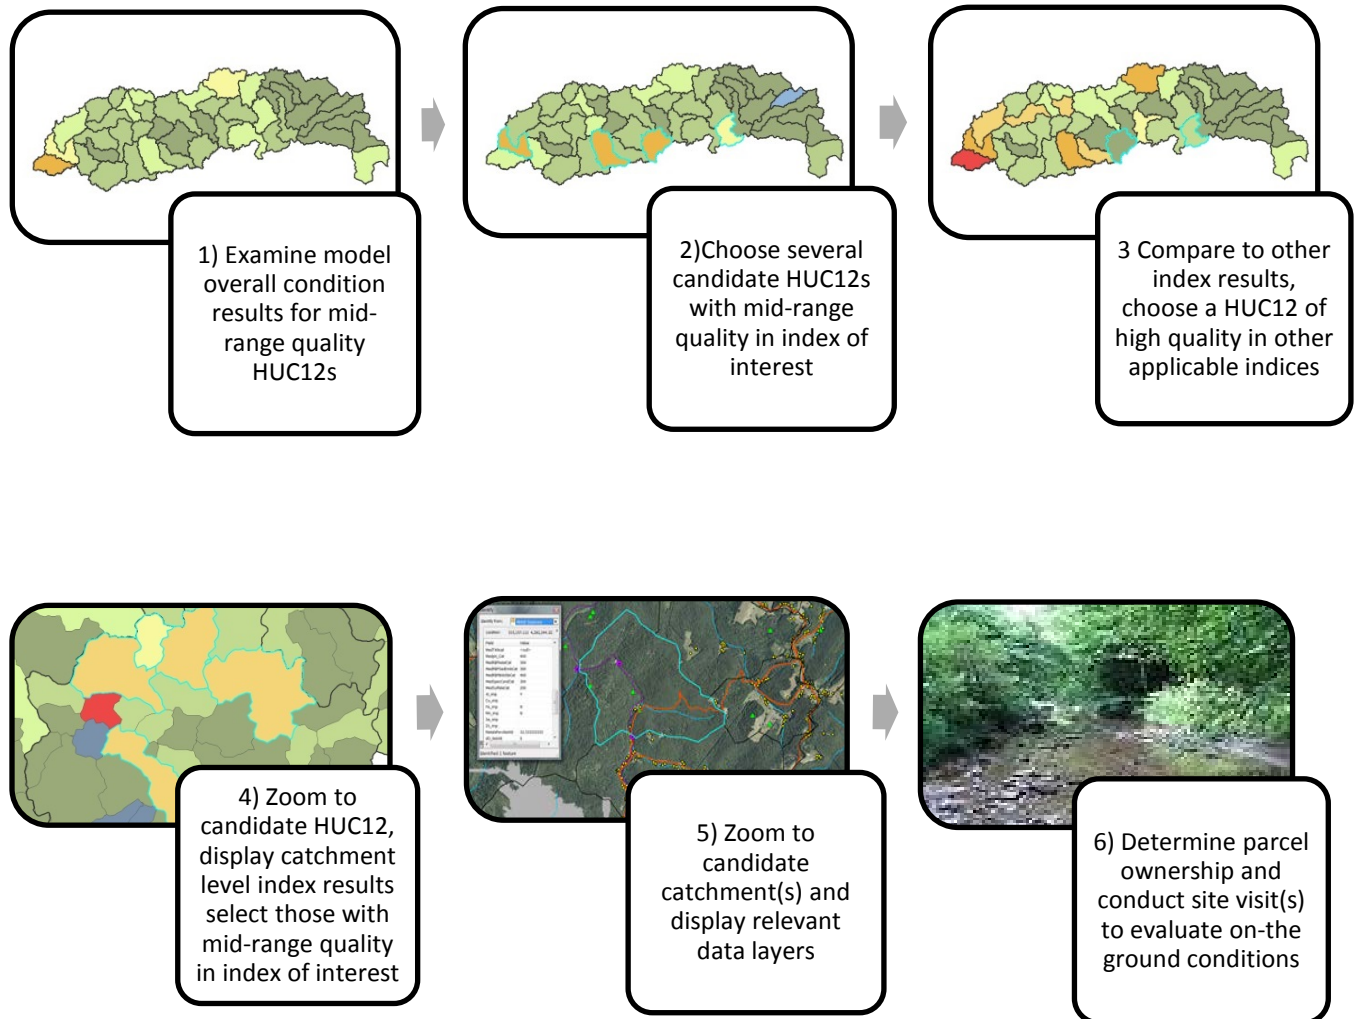 1) Examine model
overall condition
results for mid-
range quality
HUC12s
2)Choose several
candidate HUC12s
with mid-range
quality in index of
interest
3 Compare to other
index results,
choose a HUC12 of
high quality in other
applicable indices
4) Zoom to
candidate HUC12,
display catchment
level index results
select those with
mid-range quality
in index of interest
5) Zoom to
candidate
catchment(s) and
display relevant
data layers
6) Determine parcel
ownership and
conduct site visit(s)
to evaluate on-the
ground conditions